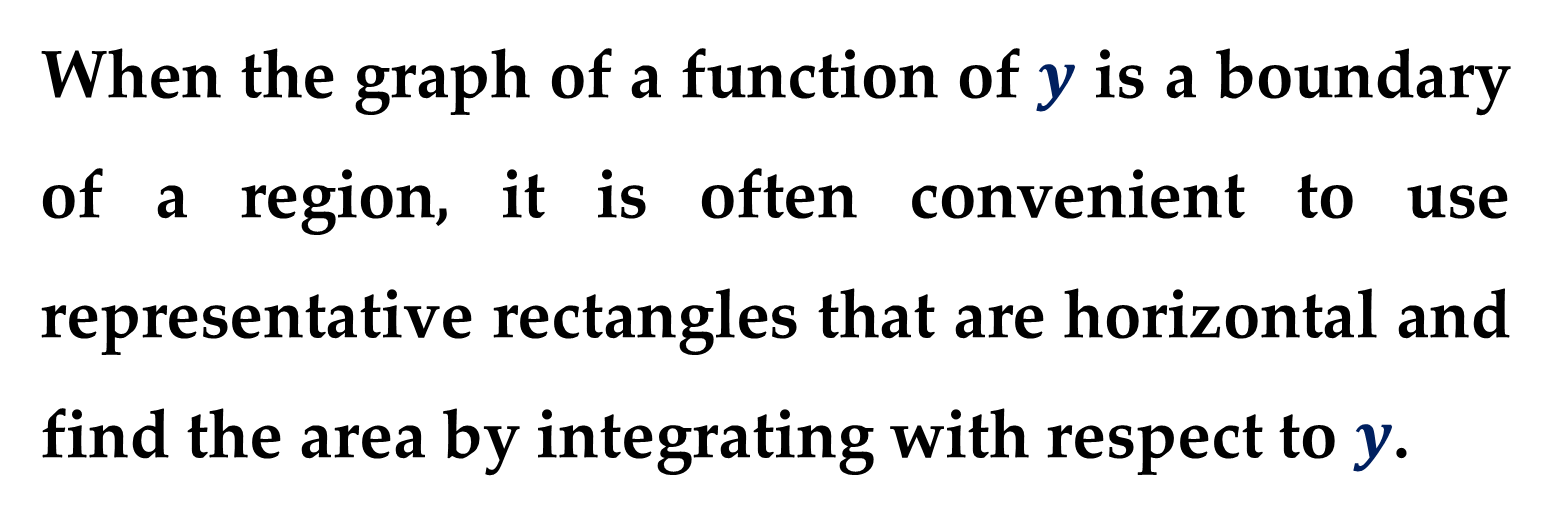 When the graph of a function of y is a boundary
of a region, it is often convenient to use
representative rectangles that are horizontal and
find the area by integrating with respect to y.